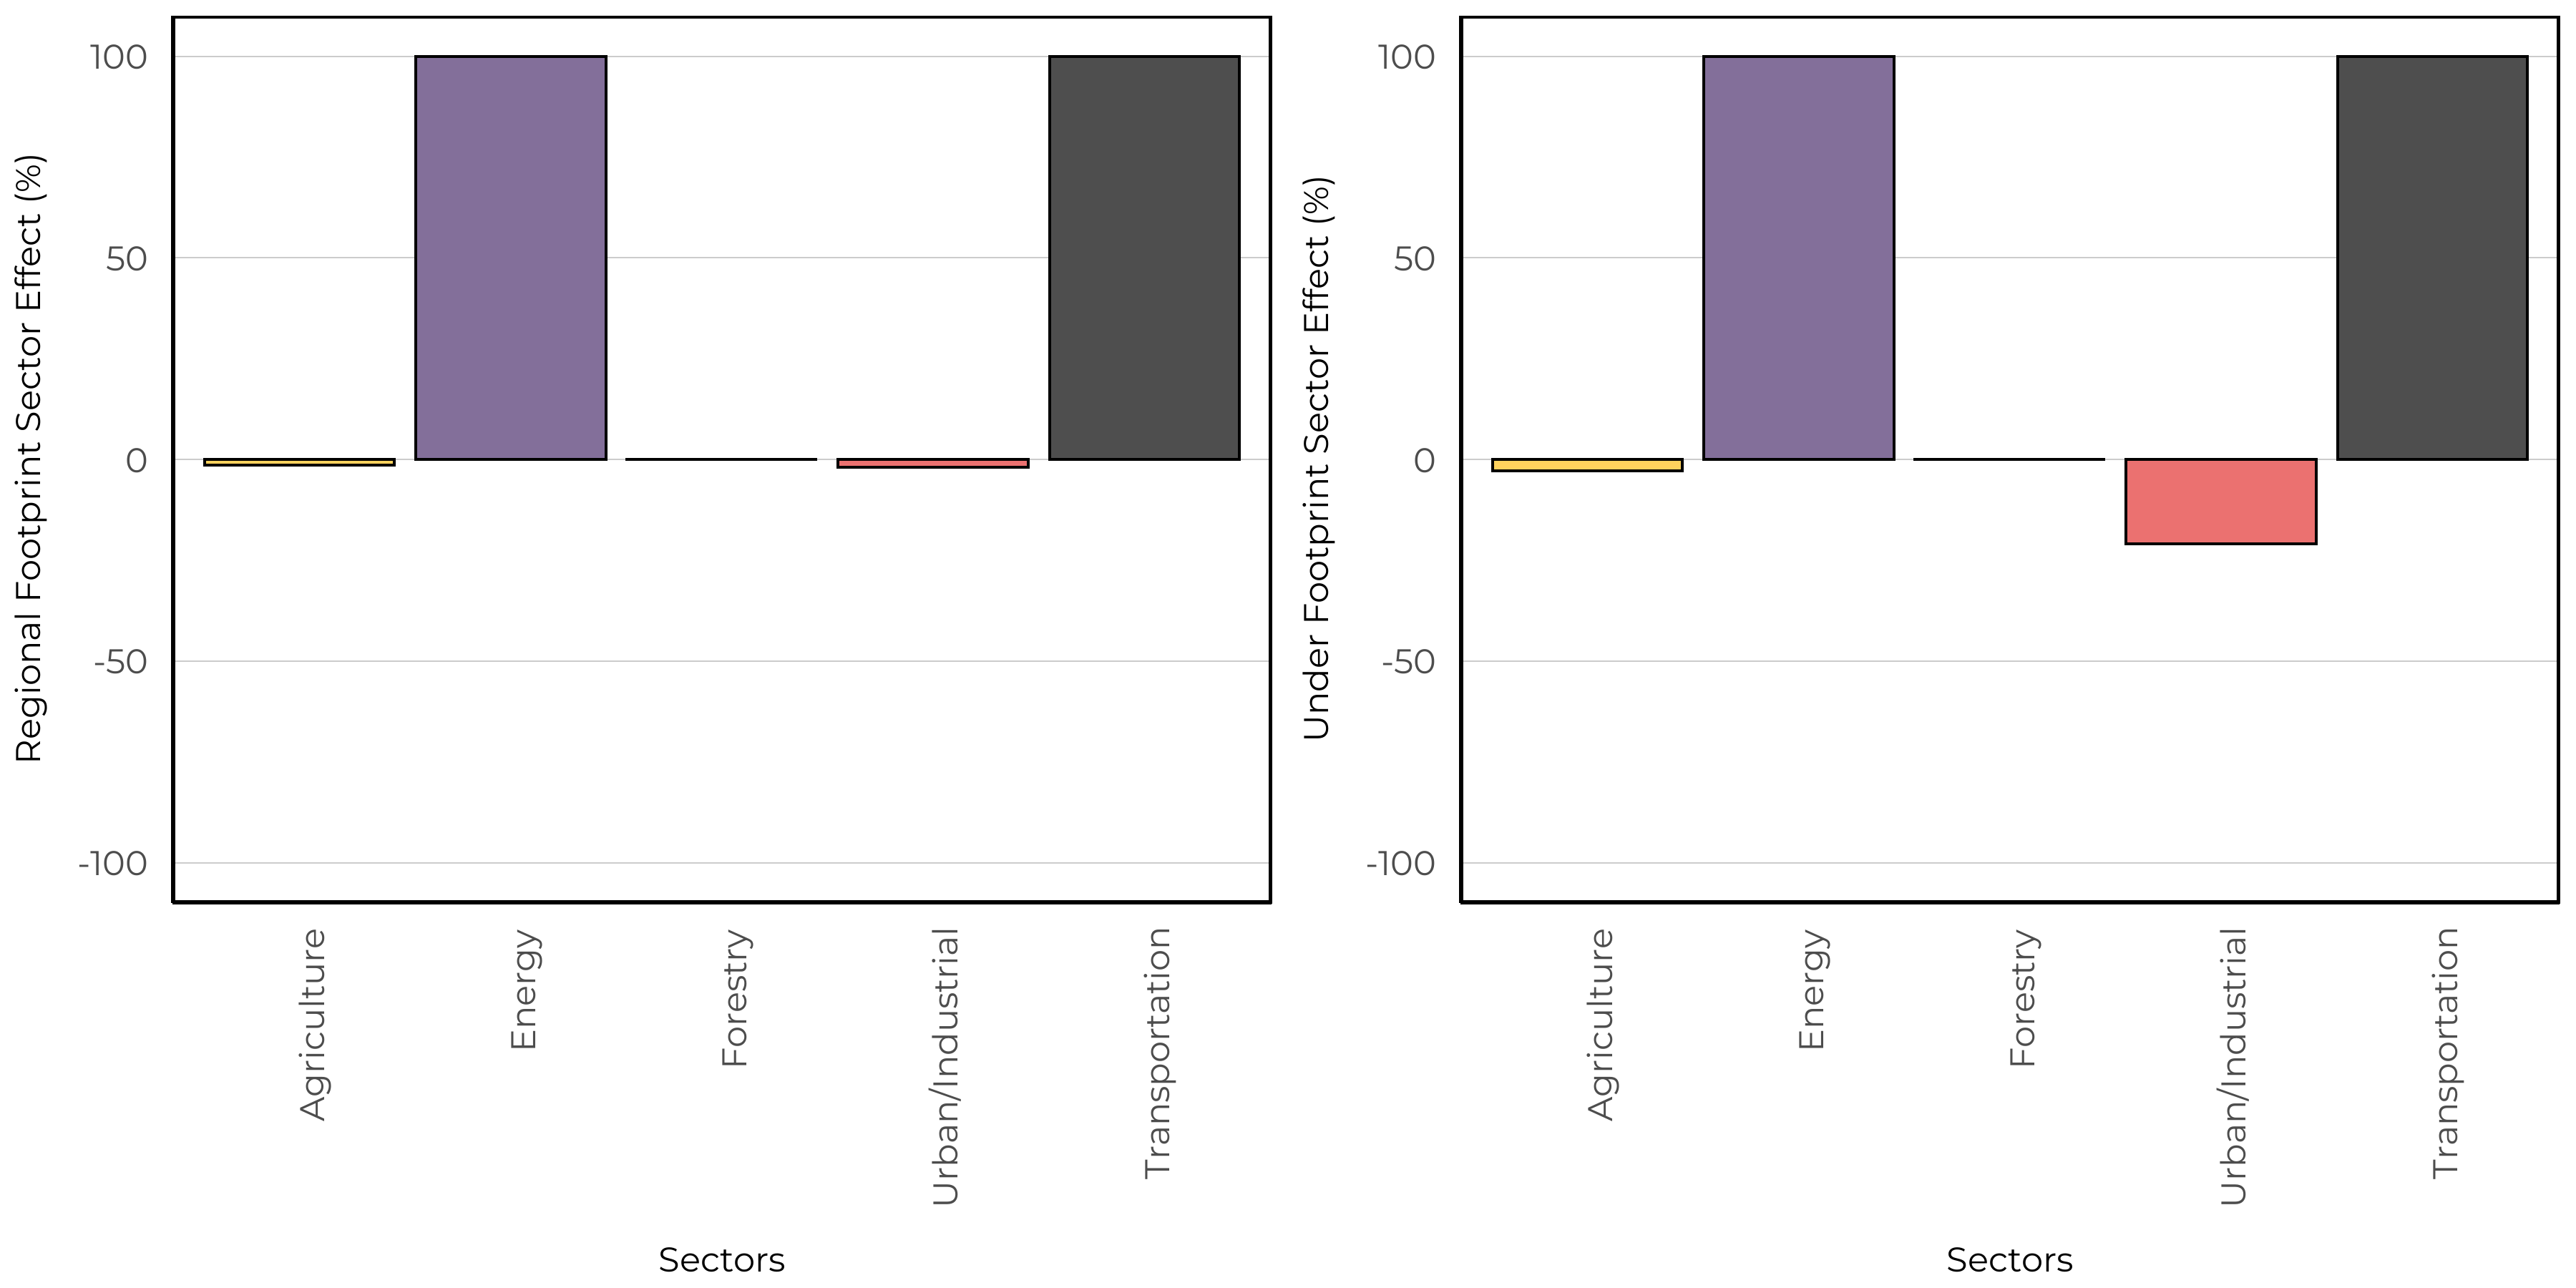 Regional Footprint Sector Effect (%)
100
50
0
-50
-100
Agriculture
Energy
Forestry
Urban/Industrial
Transportation
Sectors
Under Footprint Sector Effect (%)
100
50
0
-50
-100
Agriculture
Energy
Forestry
Urban/Industrial
Transportation
Sectors